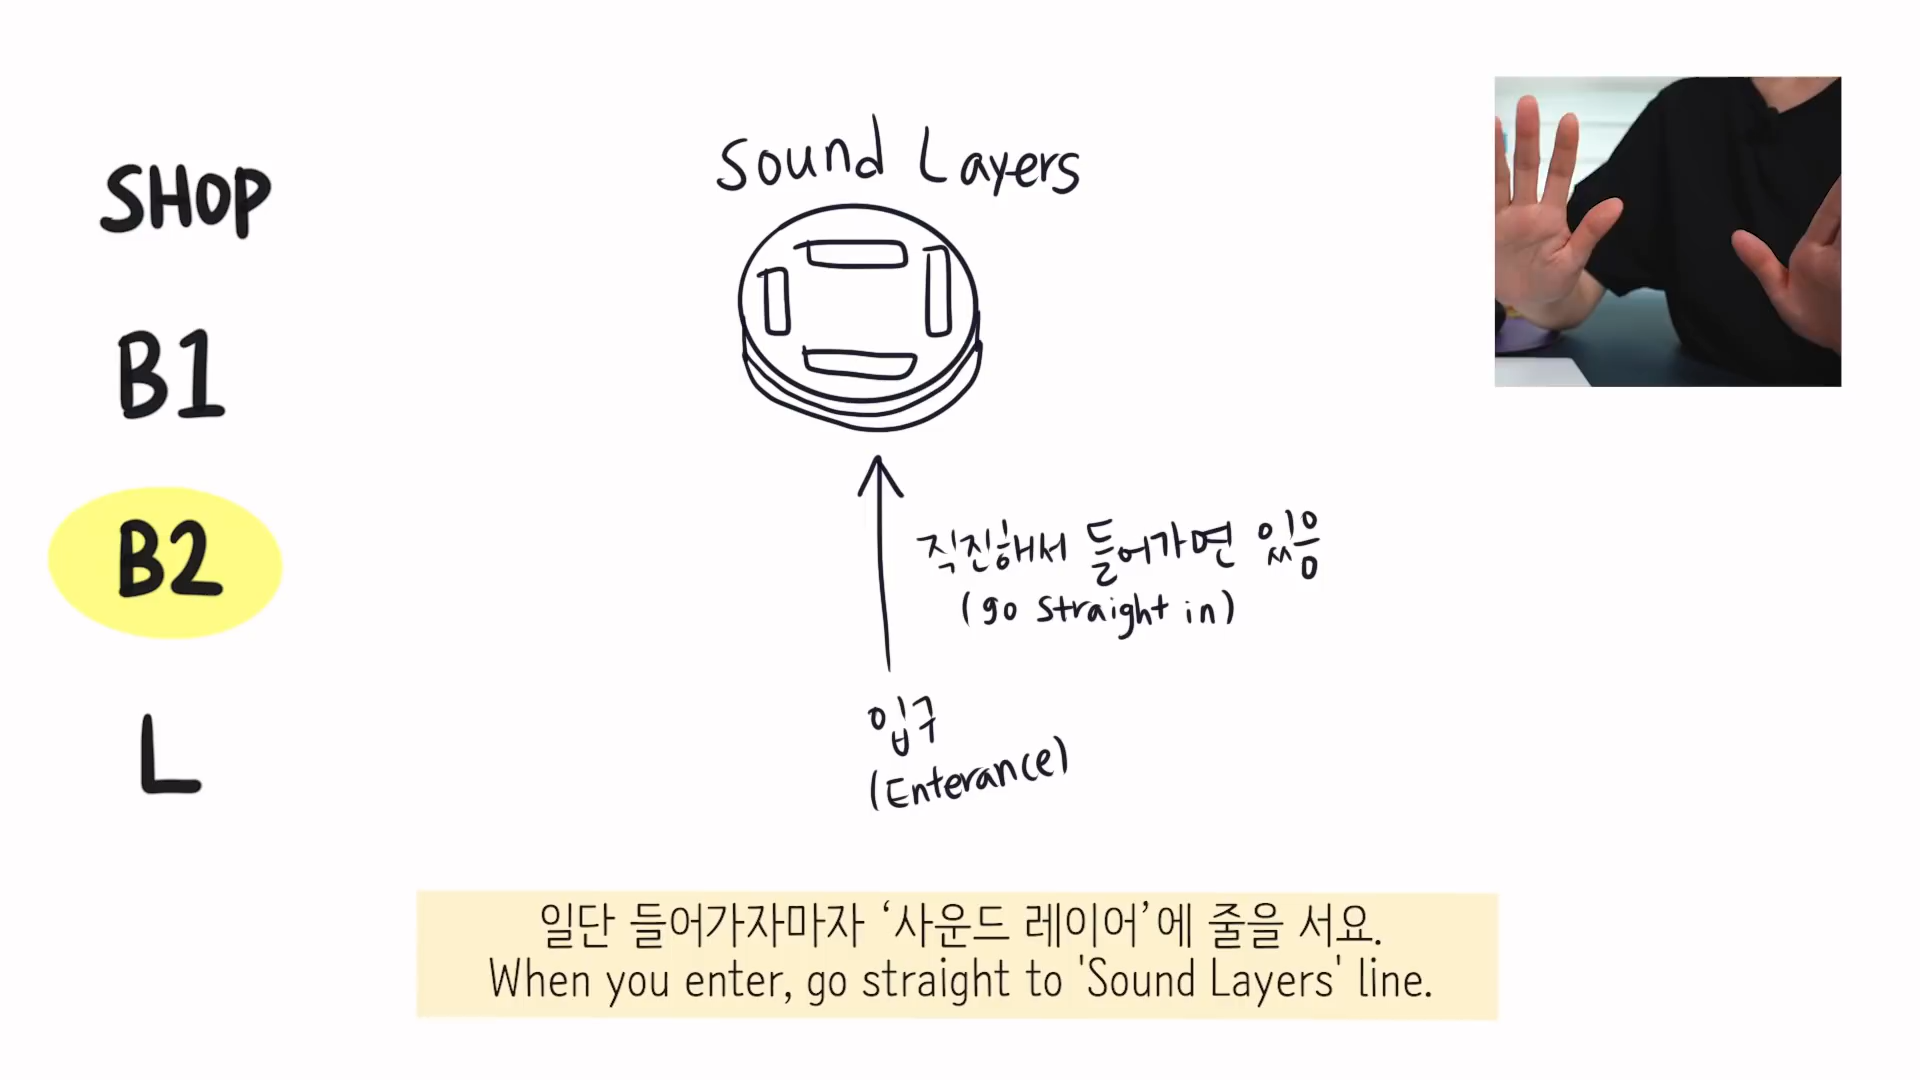 SHOP
B1
B2
L
Sound Layers
직진해서 들어가면 있음
(go straight in)
입구
(Enterance)
일단 들어가자마자 ‘사운드 레이어’에 줄을 서요.
When you enter, go straight to 'Sound Layers' line.